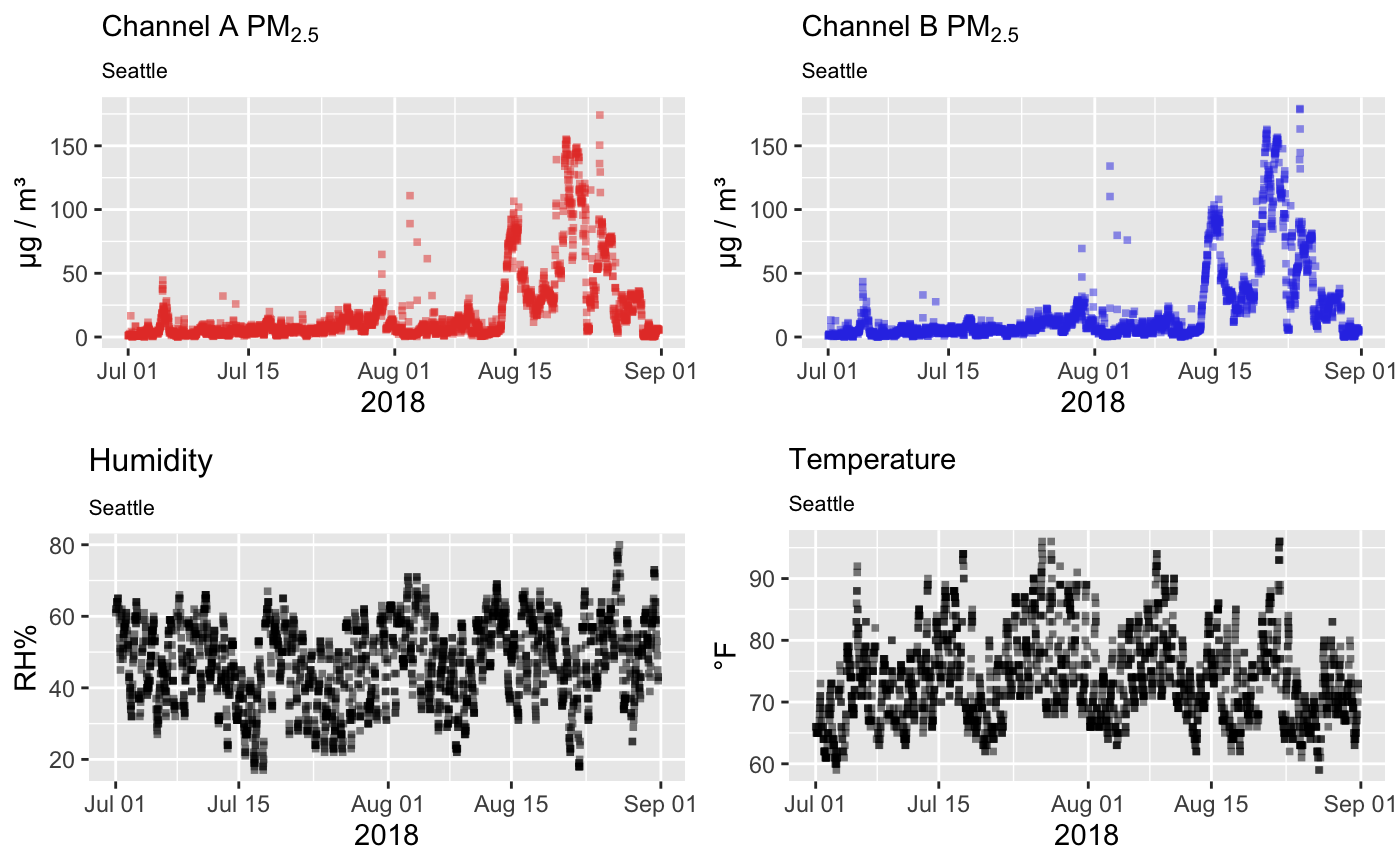 Channel A PM2.5
Seattle
µg / m³
150
100
50
0
Jul 01 Jul 15 Aug 01 Aug 15 Sep 01
2018
Channel B PM2.5
Seattle
µg / m³
150
100
50
0
Jul 01 Jul 15 Aug 01 Aug 15 Sep 01
2018
Humidity
Seattle
RH%
80
60
40
20
Jul 01 Jul 15 Aug 01 Aug 15 Sep 01
2018
Temperature
Seattle
°F
90
80
70
60
Jul 01 Jul 15 Aug 01 Aug 15 Sep 01
2018